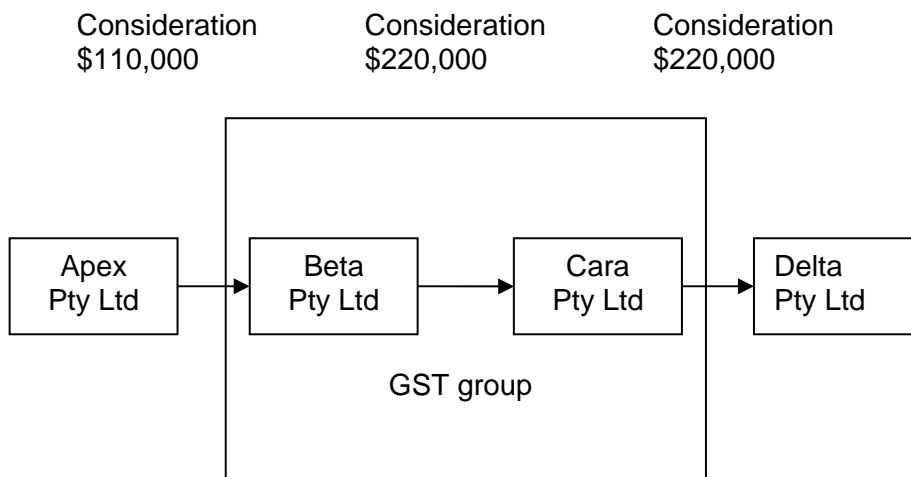 Consideration
$110,000
Consideration
$220,000
Consideration
$220,000
Apex
Pty Ltd
Beta
Pty Ltd
Cara
Pty Ltd
Delta
Pty Ltd
GST group